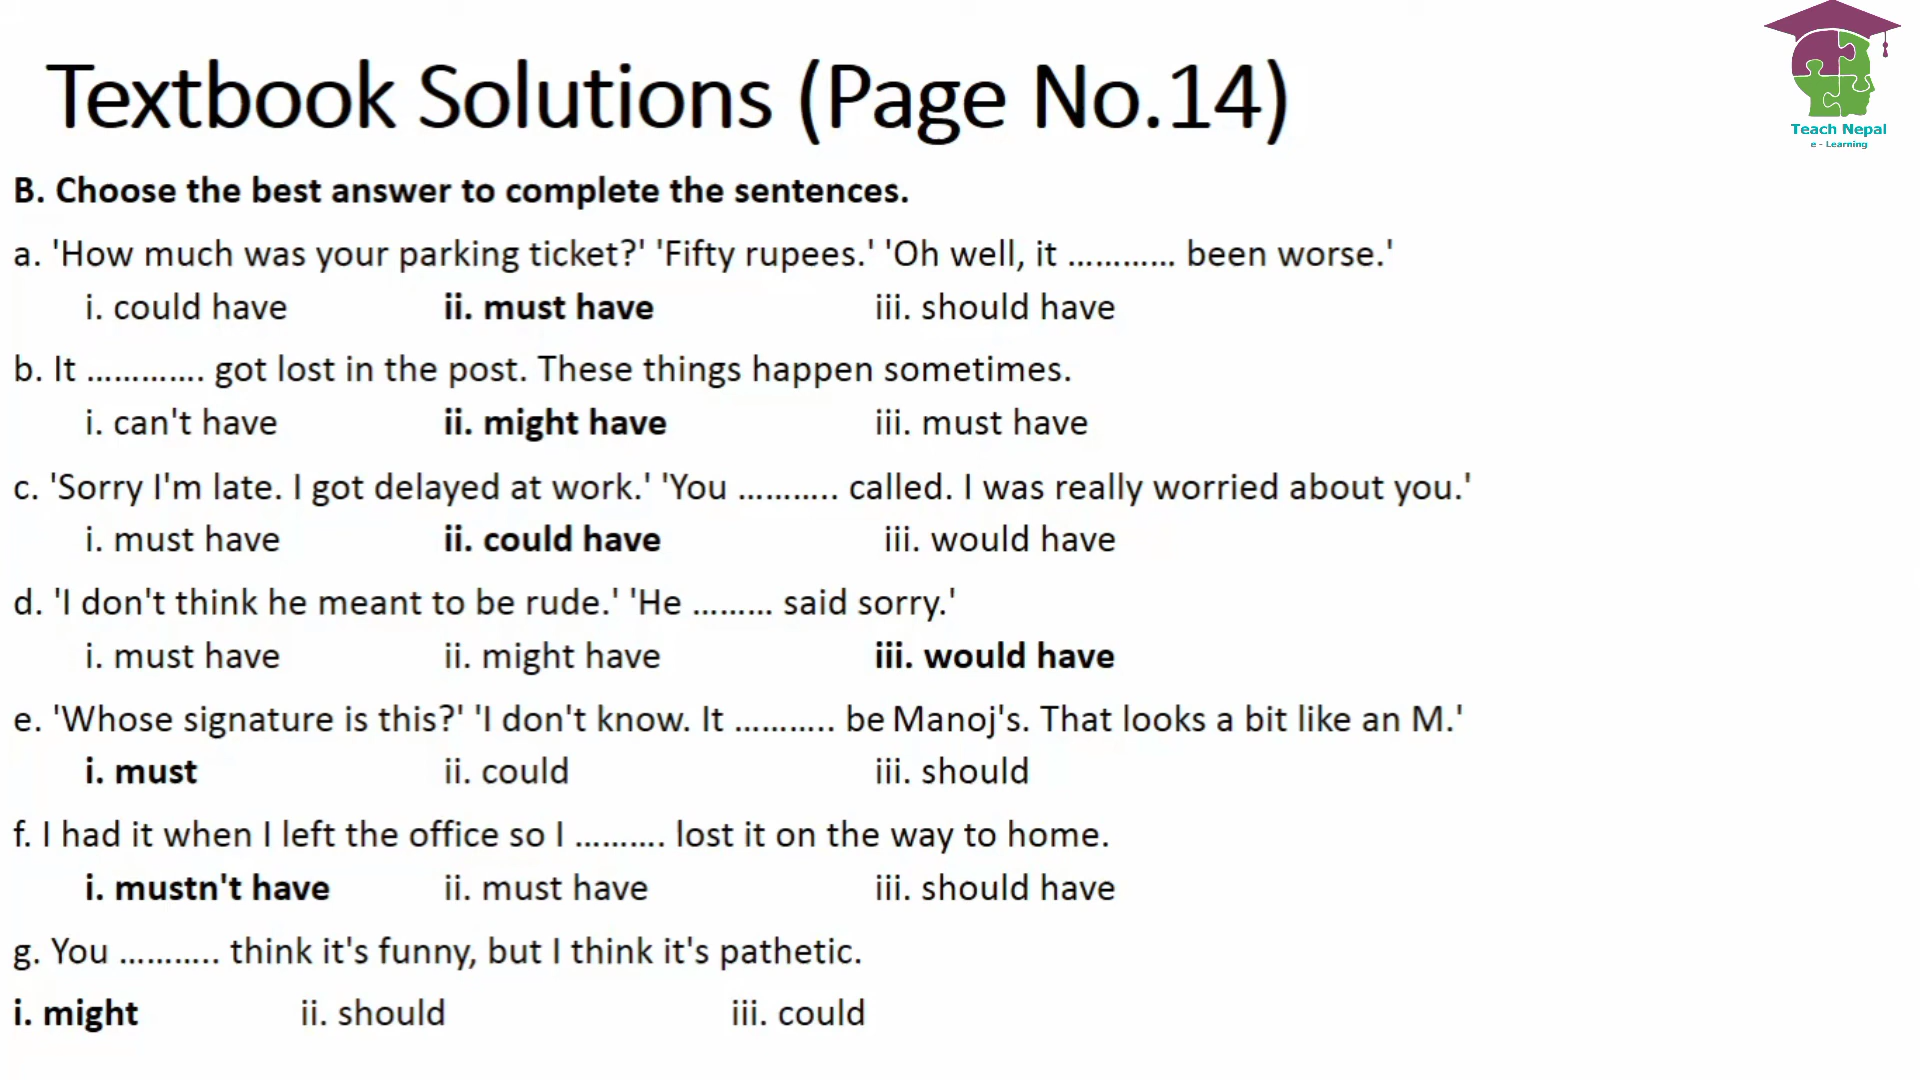 Textbook Solutions (Page No.14)
Teach Nepal
e - Learning
B. Choose the best answer to complete the sentences.
a. 'How much was your parking ticket?' 'Fifty rupees.' 'Oh well, it ………… been worse.'
i. could have ii. must have iii. should have
b. It …………. got lost in the post. These things happen sometimes.
i. can't have ii. might have iii. must have
c. 'Sorry I'm late. I got delayed at work.' 'You ……….. called. I was really worried about you.'
i. must have ii. could have iii. would have
d. 'I don't think he meant to be rude.' 'He ……… said sorry.'
i. must have ii. might have iii. would have
e. 'Whose signature is this?' 'I don't know. It ……….. be Manoj's. That looks a bit like an M.'
i. must ii. could iii. should
f. I had it when I left the office so I ………. lost it on the way to home.
i. mustn't have ii. must have iii. should have
g. You ……….. think it's funny, but I think it's pathetic.
i. might ii. should iii. could